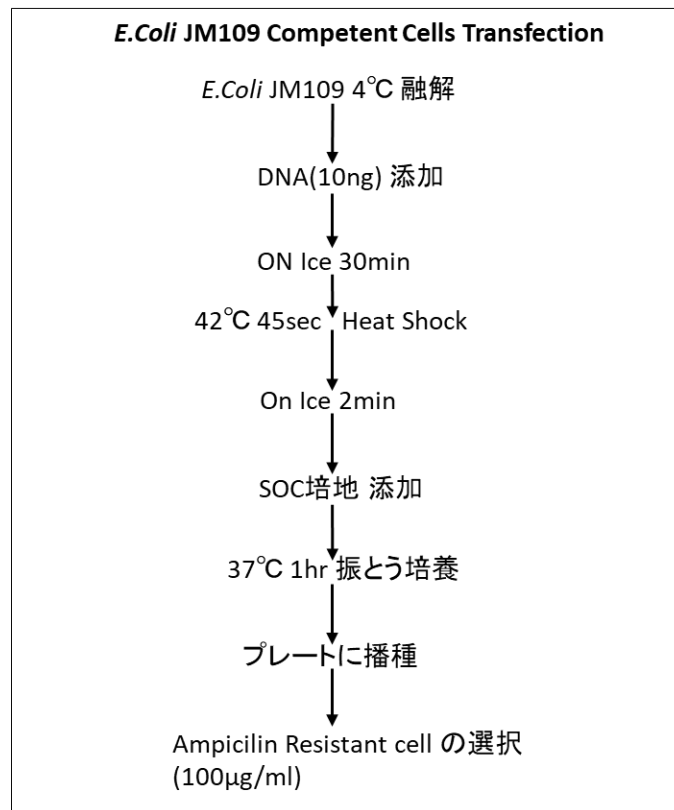 E.Coli JM109 Competent Cells Transfection
E.Coli JM109 4℃ 融解
DNA(10ng) 添加
ON Ice 30min
42℃ 45sec Heat Shock
On Ice 2min
SOC培地 添加
37℃ 1hr 振とう培養
プレートに播種
Ampicilin Resistant cell の選択
(100μg/ml)